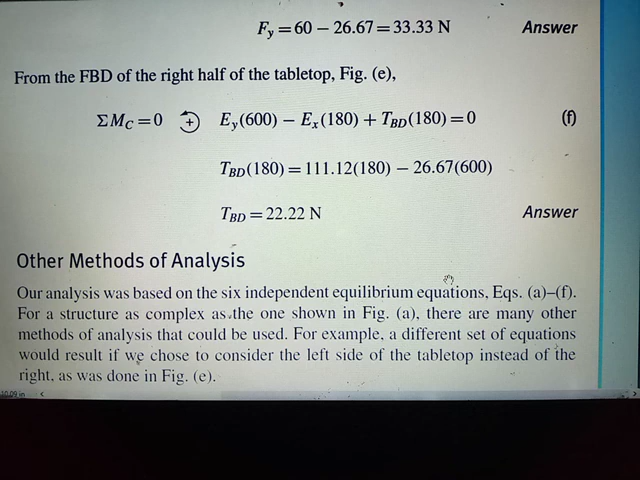 F_y = 60 − 26.67 = 33.33 N Answer
From the FBD of the right half of the tabletop, Fig. (e),
ΣM_C = 0 + E_y(600) − E_x(180) + T_BD(180) = 0 (f)
T_BD(180) = 111.12(180) − 26.67(600)
T_BD = 22.22 N Answer
Other Methods of Analysis
Our analysis was based on the six independent equilibrium equations, Eqs. (a)–(f).
For a structure as complex as the one shown in Fig. (a), there are many other
methods of analysis that could be used. For example, a different set of equations
would result if we chose to consider the left side of the tabletop instead of the
right, as was done in Fig. (e).
10.09 in